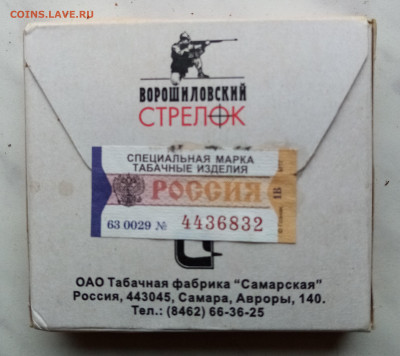 COINS.LAVE.RU
ВОРОШИЛОВСКИЙ
СТРЕЛОК
СПЕЦИАЛЬНАЯ МАРКА
ТАБАЧНЫЕ ИЗДЕЛИЯ
РОССИЯ
63 0029 № 4436832
1В
ОАО Табачная фабрика "Самарская"
Россия, 443045, Самара, Авроры, 140.
Тел.: (8462) 66-36-25